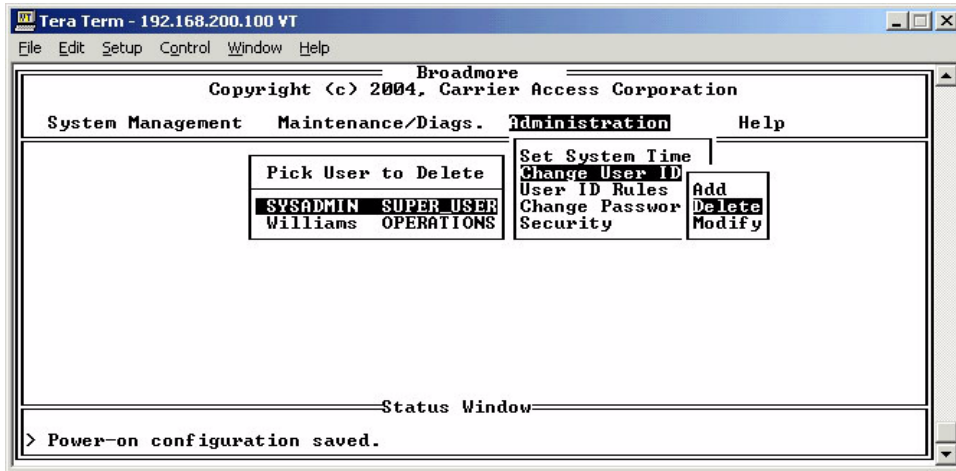 Tera Term - 192.168.200.100 VT
File Edit Setup Control Window Help
Broadmore
Copyright (c) 2004, Carrier Access Corporation
System Management Maintenance/Diags. Administration Help
Pick User to Delete
SYSADMIN SUPER_USER
Williams OPERATIONS
Set System Time
Change User ID
User ID Rules
Change Passwor
Security
Add
Delete
Modify
Status Window
> Power-on configuration saved.